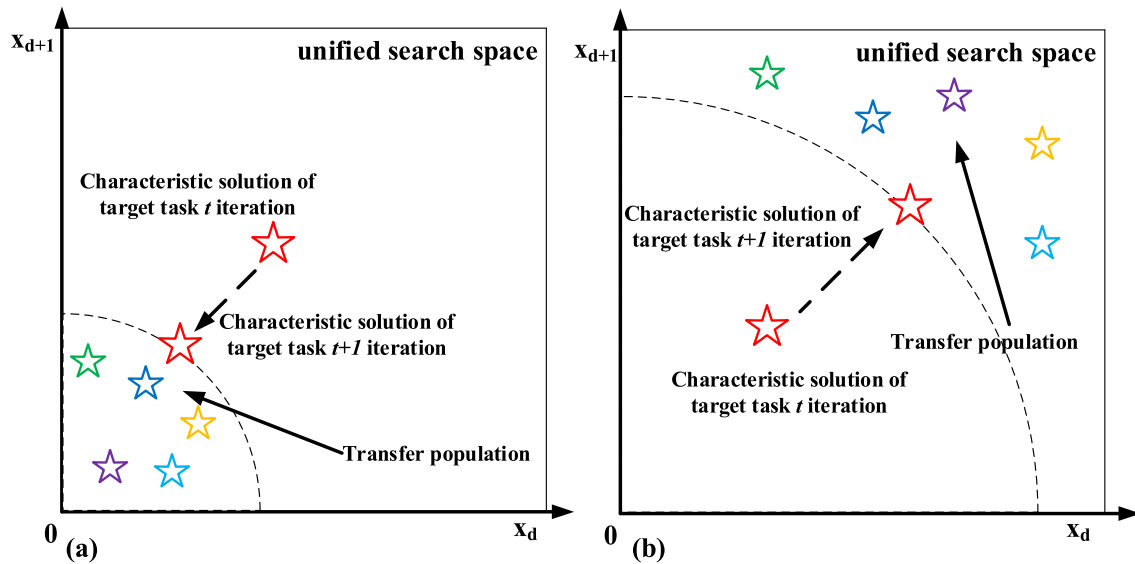 x_{d+1}
unified search space
Characteristic solution of
target task t iteration
Characteristic solution of
target task t+1 iteration
Transfer population
0
x_d
(a)
x_{d+1}
unified search space
Characteristic solution of
target task t+1 iteration
Transfer population
Characteristic solution of
target task t iteration
0
x_d
(b)